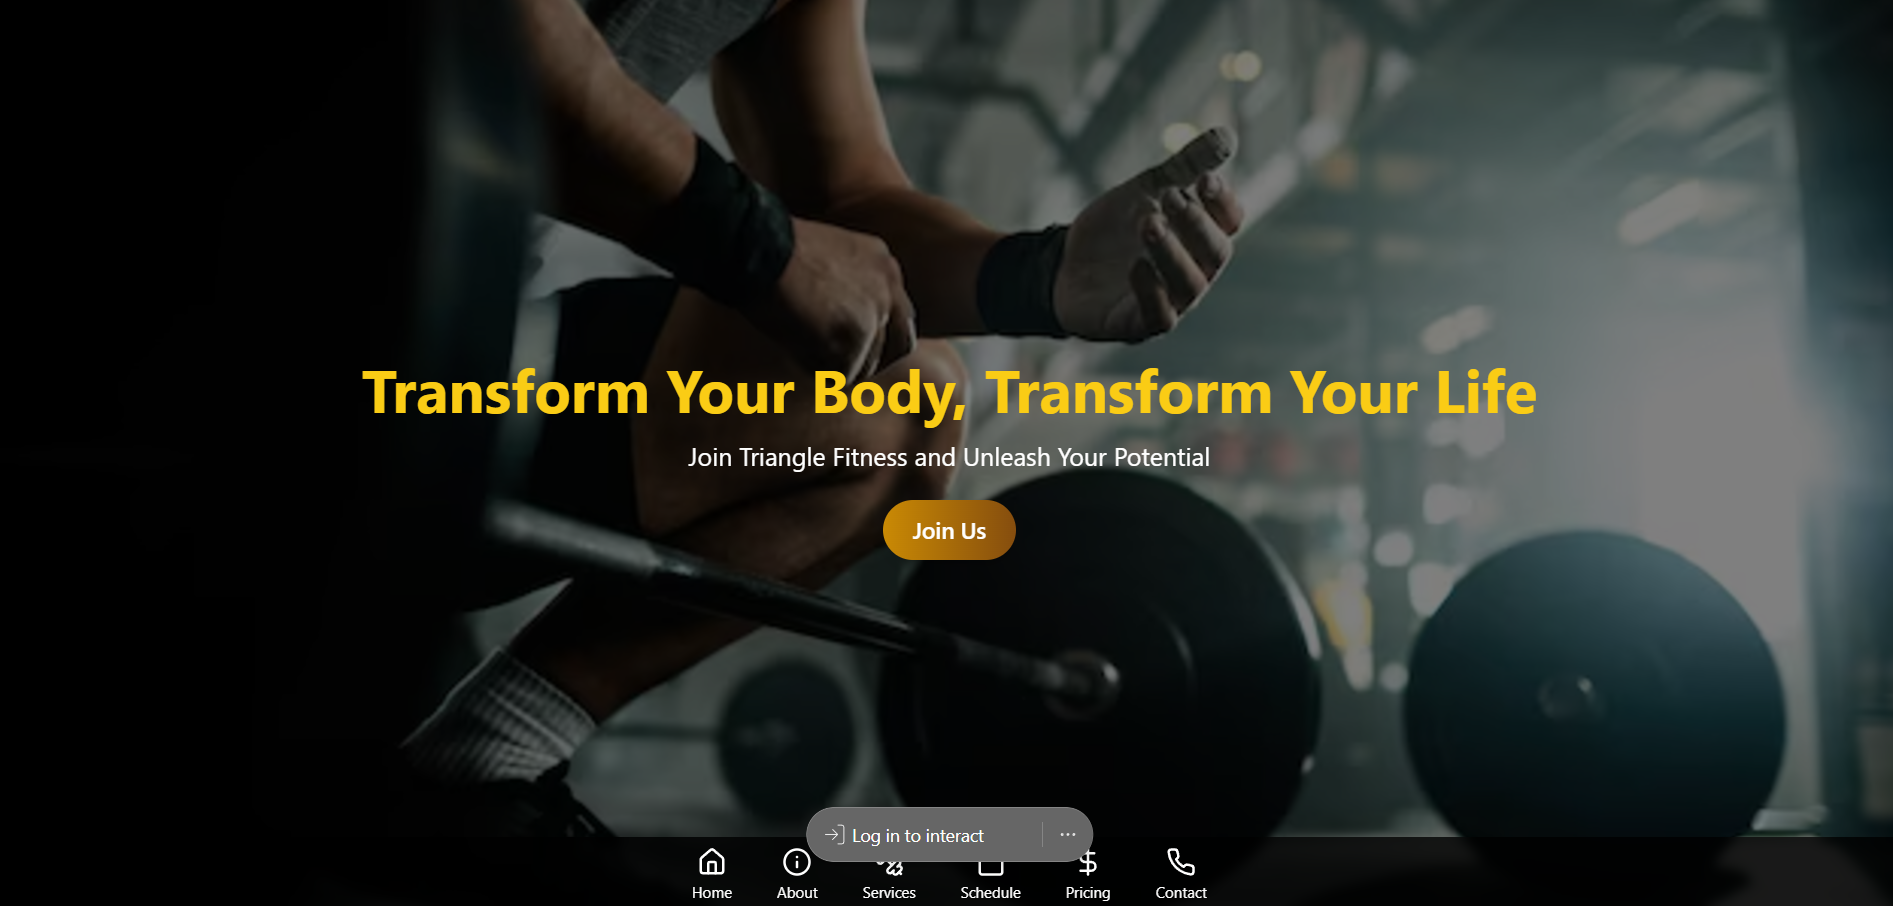 Transform Your Body, Transform Your Life
Join Triangle Fitness and Unleash Your Potential
Join Us
Log in to interact
Home
About
Services
Schedule
Pricing
Contact